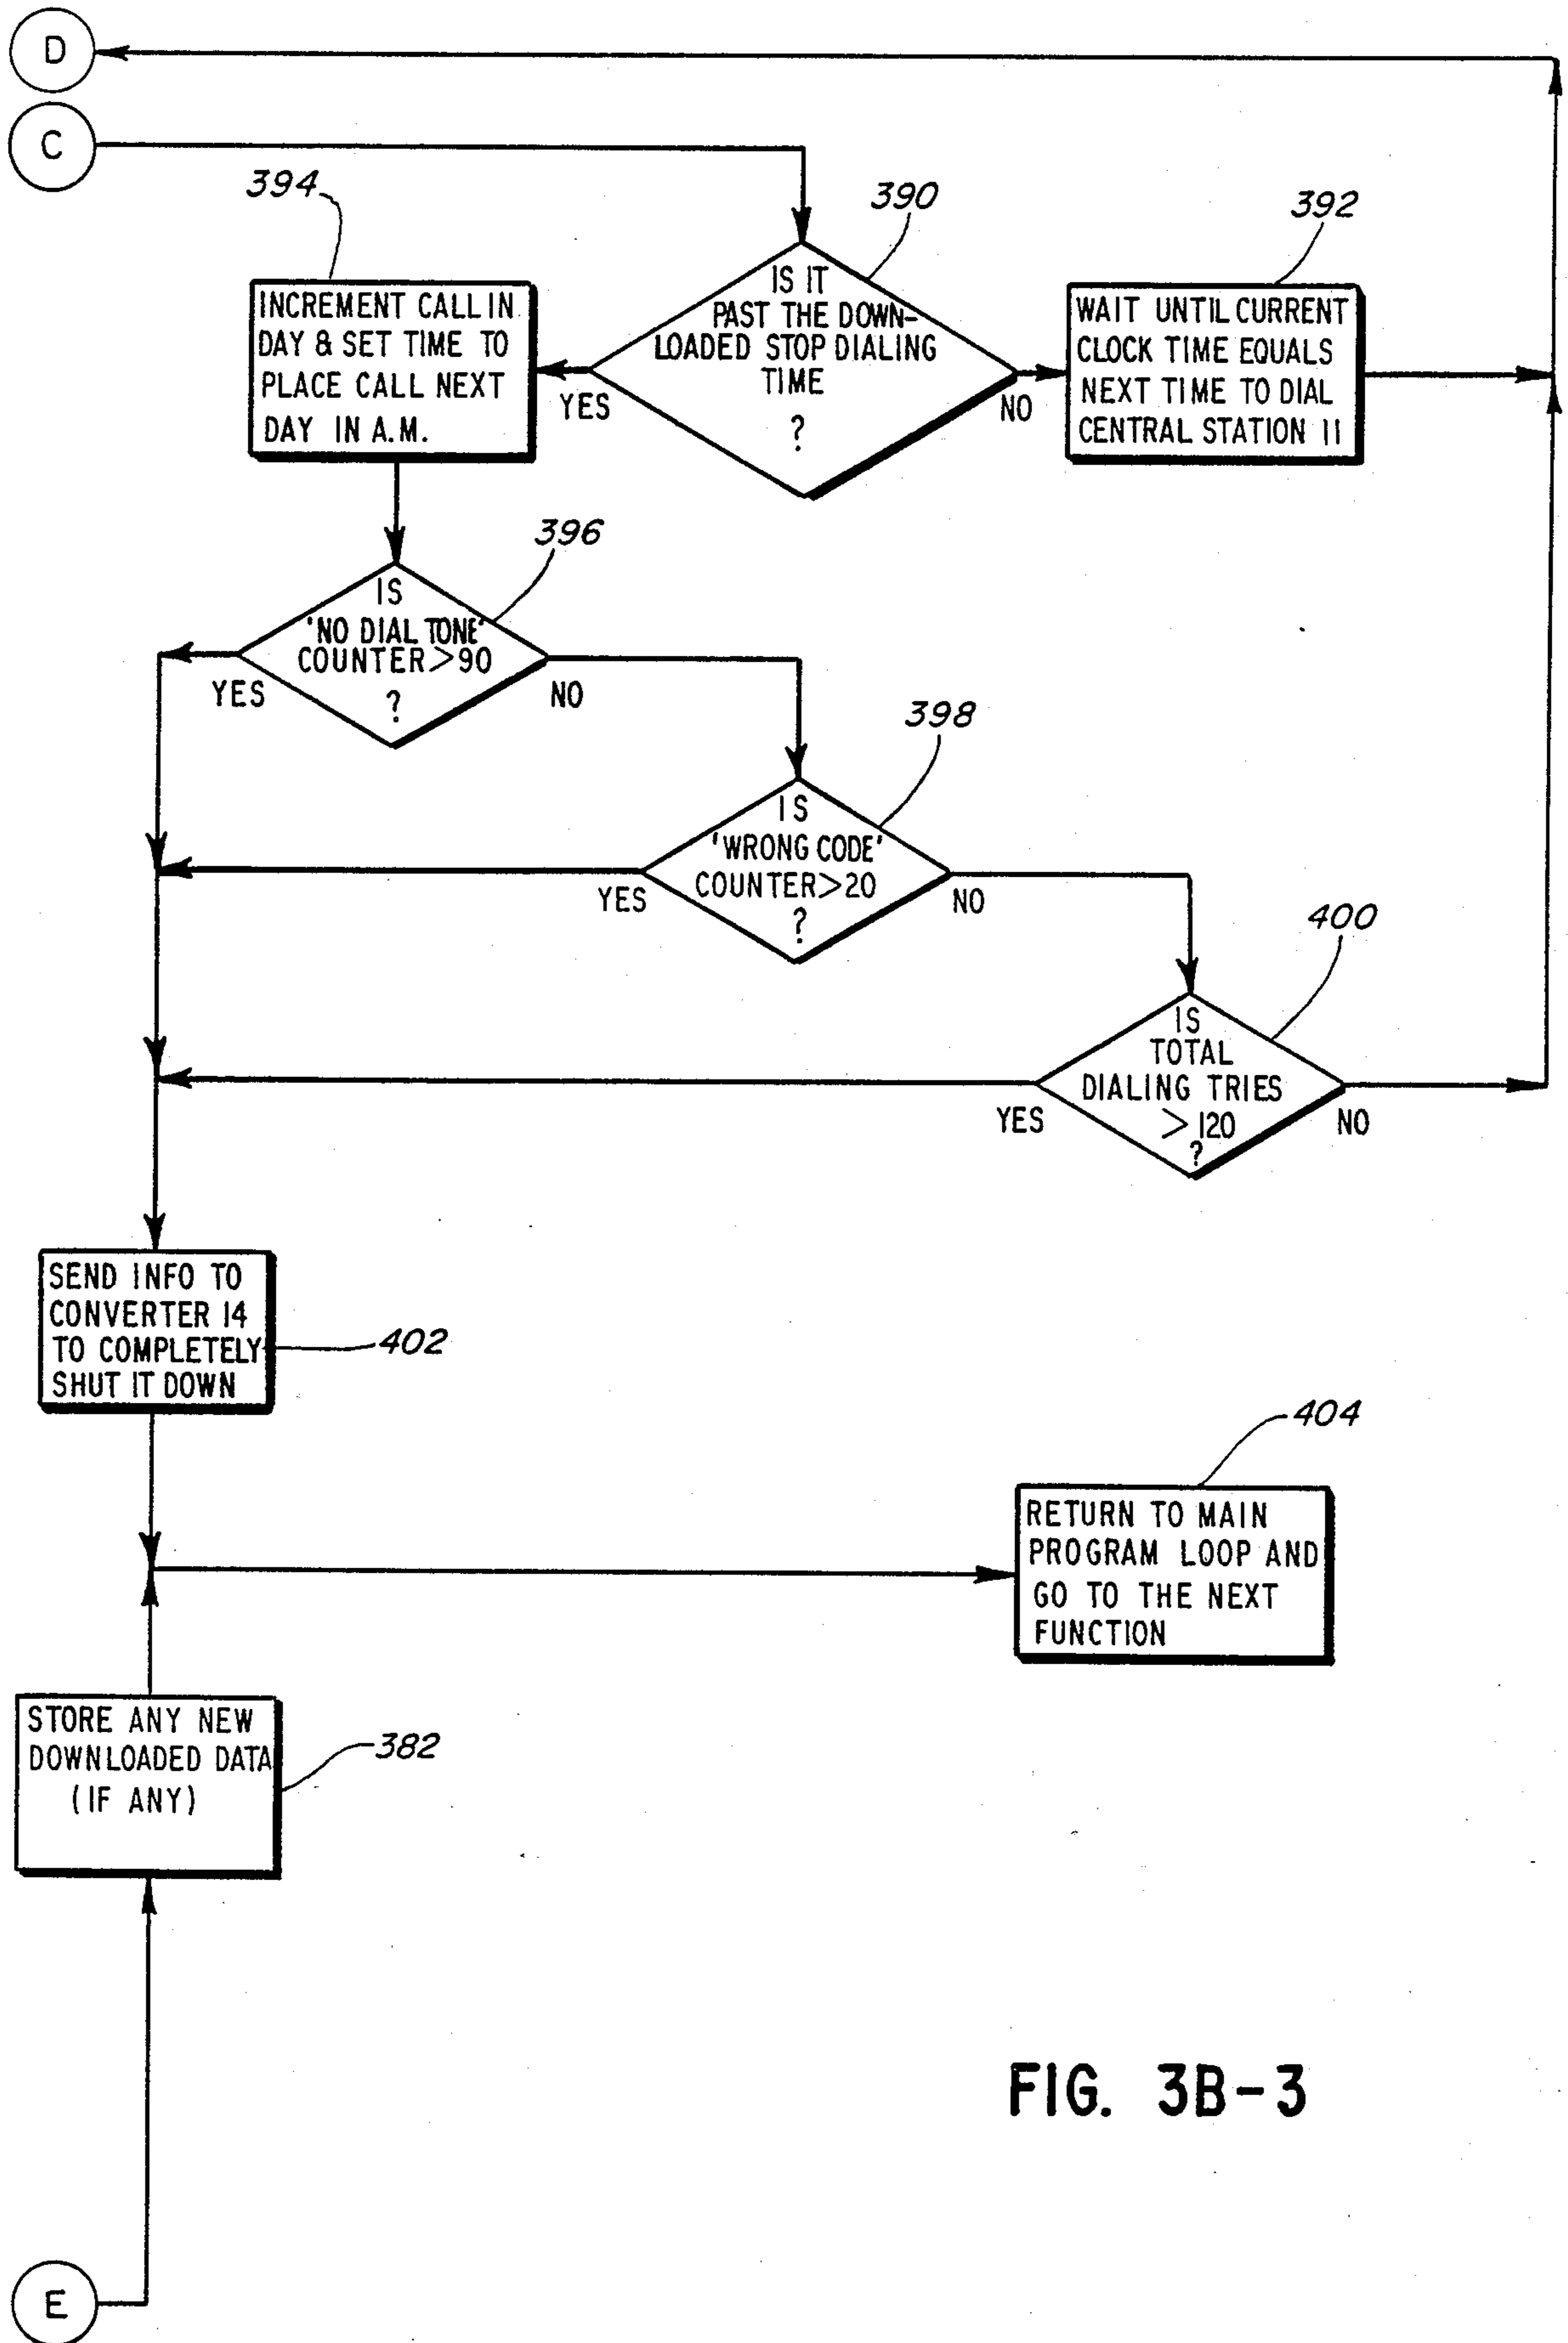 D
C
394
390
392
INCREMENT CALL IN
DAY & SET TIME TO
PLACE CALL NEXT
DAY IN A.M.
IS IT
PAST THE DOWN-
LOADED STOP DIALING
TIME
?
YES
NO
WAIT UNTIL CURRENT
CLOCK TIME EQUALS
NEXT TIME TO DIAL
CENTRAL STATION 11
396
IS
'NO DIAL TONE'
COUNTER>90
?
YES
NO
398
IS
'WRONG CODE'
COUNTER>20
?
YES
NO
400
IS
TOTAL
DIALING TRIES
>120
?
YES
NO
SEND INFO TO
CONVERTER 14
TO COMPLETELY
SHUT IT DOWN
402
404
RETURN TO MAIN
PROGRAM LOOP AND
GO TO THE NEXT
FUNCTION
STORE ANY NEW
DOWNLOADED DATA
(IF ANY)
382
FIG. 3B-3
E